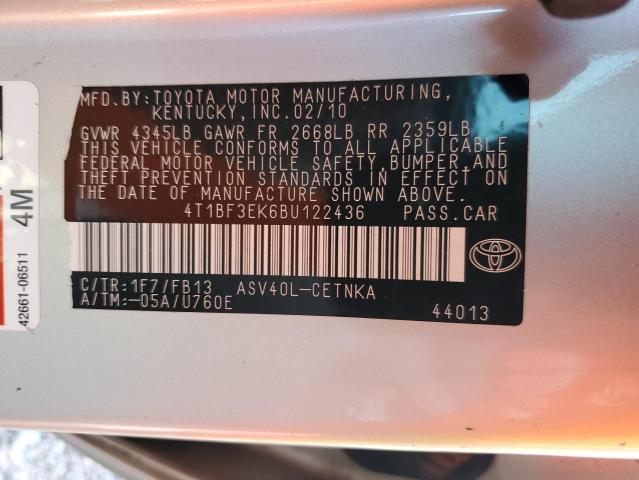 MFD.BY:TOYOTA MOTOR MANUFACTURING,
KENTUCKY, INC.02/10
GVWR 4345LB GAWR FR 2668LB RR 2359LB
THIS VEHICLE CONFORMS TO ALL APPLICABLE
FEDERAL MOTOR VEHICLE SAFETY, BUMPER AND
THEFT PREVENTION STANDARDS IN EFFECT ON
THE DATE OF MANUFACTURE SHOWN ABOVE.
4T1BF3EK6BU122436 PASS.CAR
C/TR:1F7/FB13 ASV40L-CETNKA
A/TM:-05A/U760E
44013
TOYOTA
4M
42661-06511